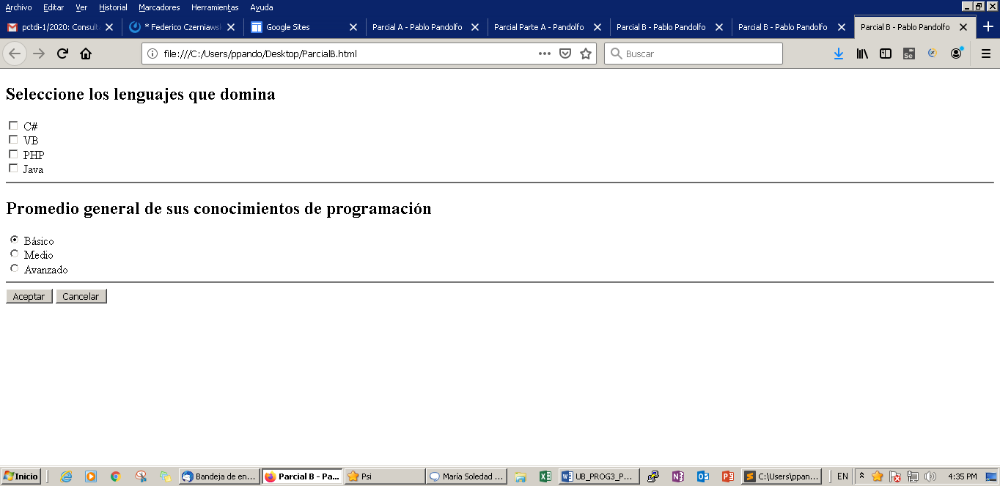 Archivo Editar Ver Historial Marcadores Herramientas Ayuda
pctdi-1/2020: Consult
* Federico Czerniaws
Google Sites
Parcial A - Pablo Pandolfo
Parcial Parte A - Pandolfo
Parcial B - Pablo Pandolfo
Parcial B - Pablo Pandolfo
Parcial B - Pablo Pandolfo
file:///C:/Users/ppando/Desktop/ParcialB.html
Buscar
Se
Seleccione los lenguajes que domina
C#
VB
PHP
Java
Promedio general de sus conocimientos de programación
Básico
Medio
Avanzado
Aceptar Cancelar
Inicio
Bandeja de en...
Parcial B - Pa...
Psi
María Soledad ...
UB_PROG3_P...
C:\Users\ppan...
EN
4:35 PM